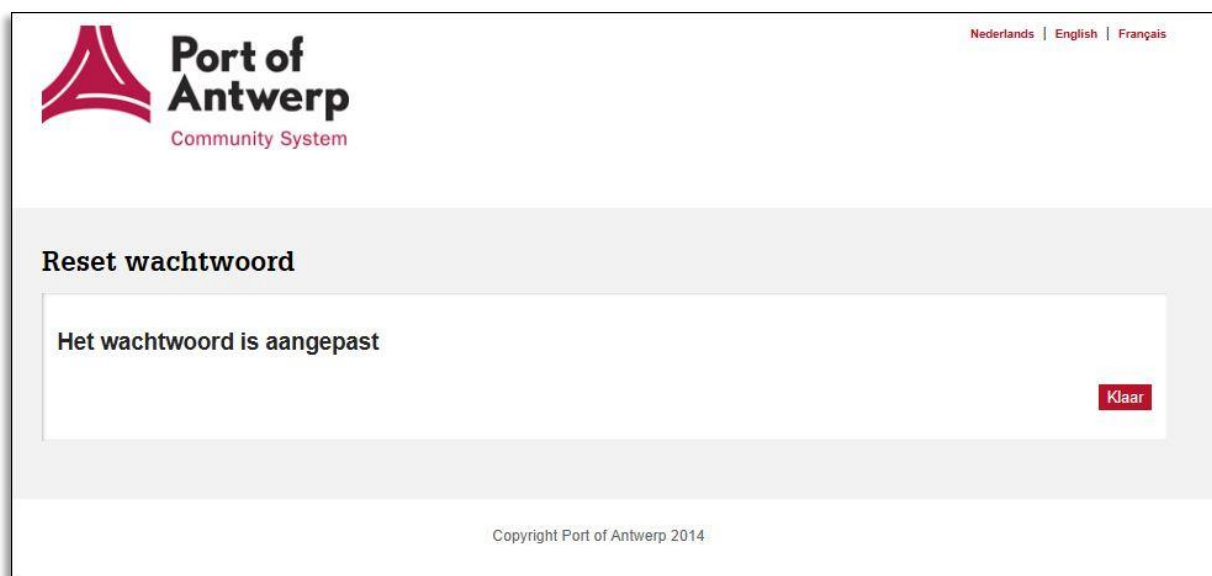 Port of
Antwerp
Community System
Nederlands | English | Français
Reset wachtwoord
Het wachtwoord is aangepast
Klaar
Copyright Port of Antwerp 2014